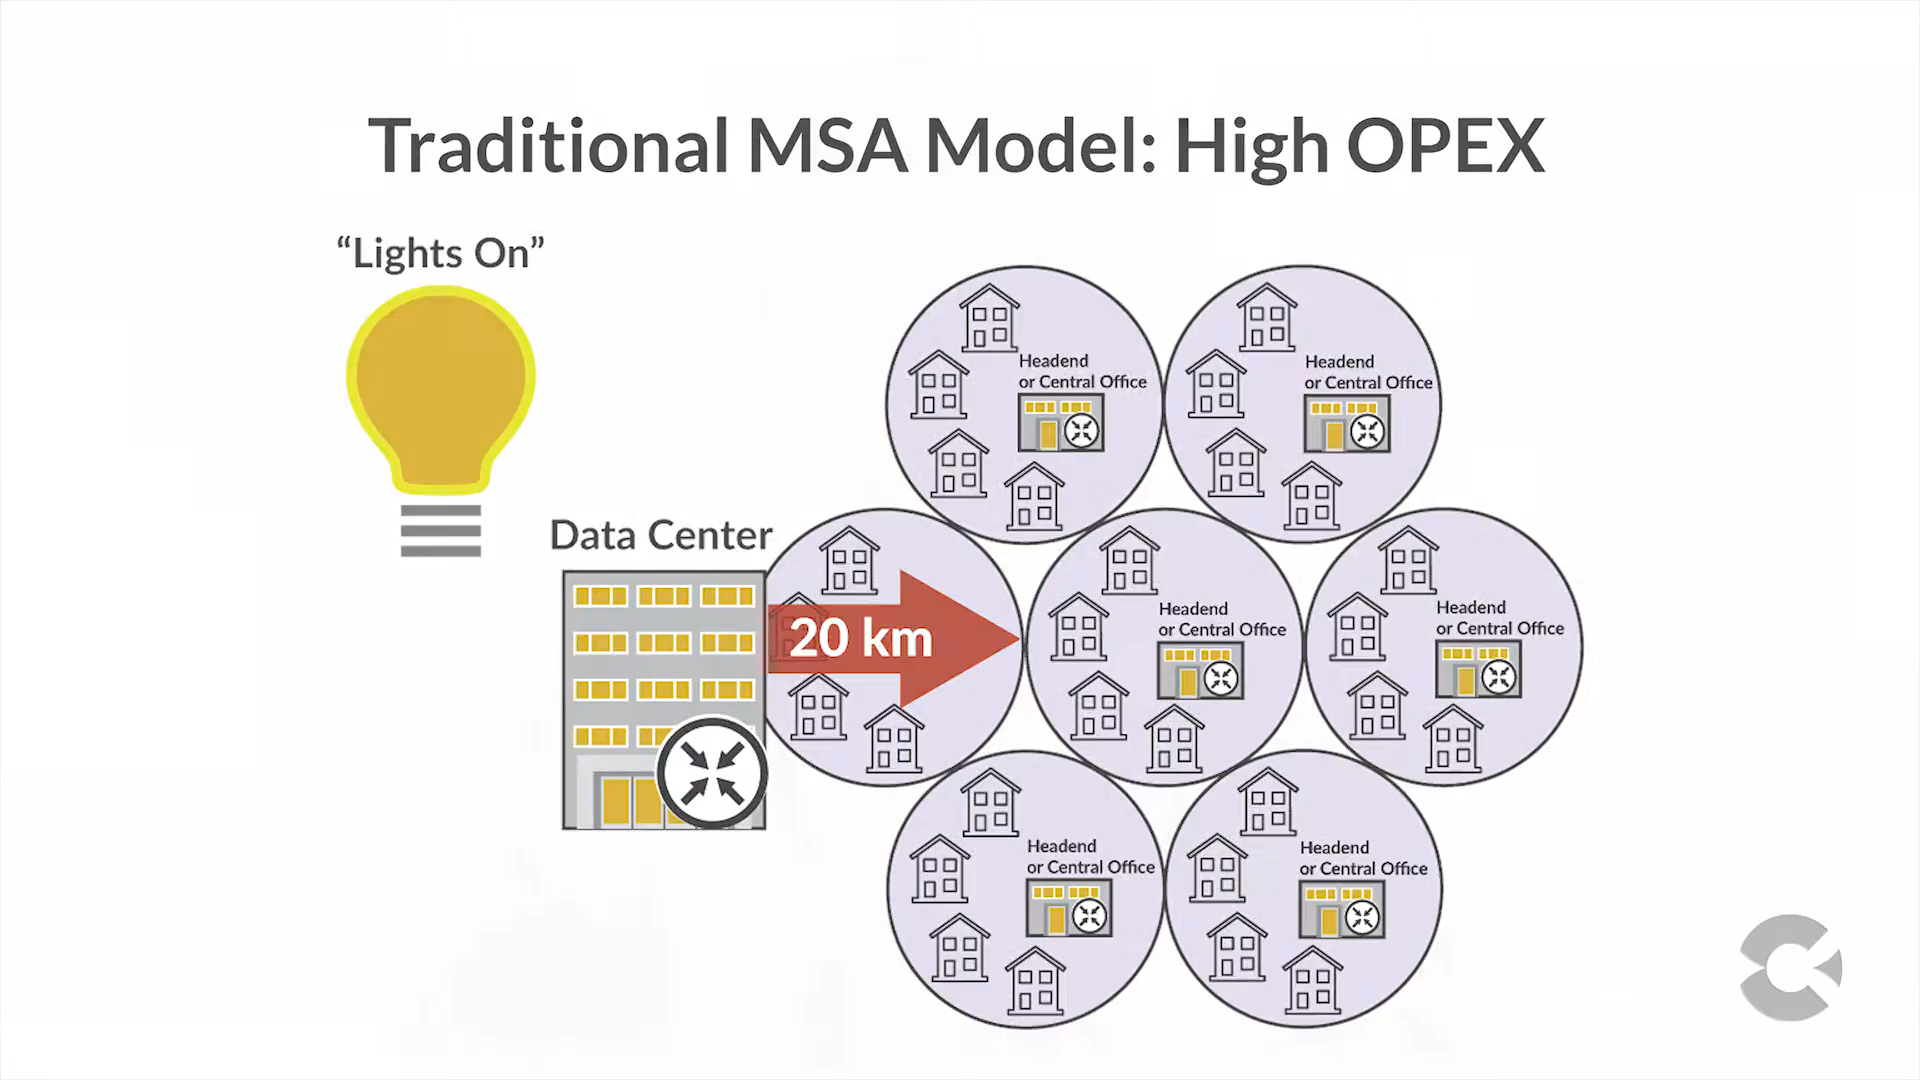 Traditional MSA Model: High OPEX
“Lights On”
Headend
or Central Office
Headend
or Central Office
Data Center
20 km
Headend
or Central Office
Headend
or Central Office
Headend
or Central Office
Headend
or Central Office